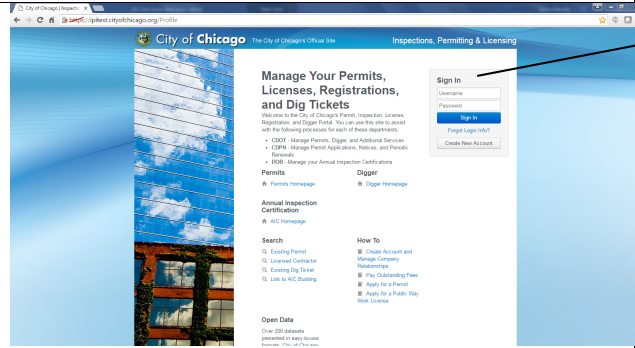 City of Chicago | Inspecti
https://ipitest.cityofchicago.org/Profile
City of Chicago The City of Chicago's Official Site Inspections, Permitting & Licensing
Manage Your Permits,
Licenses, Registrations,
and Dig Tickets
Welcome to the City of Chicago's Permit, Inspection, License,
Registration, and Digger Portal. You can use this site to assist
with the following processes for each of these departments:
• CDOT - Manage Permits, Digger, and Additional Services
• CDPH - Manage Permit Applications, Notices, and Periodic
Renewals
• DOB - Manage your Annual Inspection Certifications
Sign In
Username
Password
Sign In
Forgot Login Info?
Create New Account
Permits
Permits Homepage
Digger
Digger Homepage
Annual Inspection
Certification
AIC Homepage
Search
Existing Permit
Licensed Contractor
Existing Dig Ticket
Link to AIC Building
How To
Create Account and
Manage Company
Relationships
Pay Outstanding Fees
Apply for a Permit
Apply for a Public Way
Work License
Open Data
Over 200 datasets
presented in easy-to-use
formats. City of Chicago